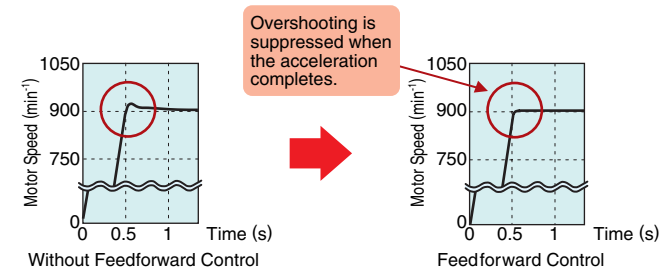 Overshooting is
suppressed when
the acceleration
completes.
1050
900
750
0
Motor Speed (min⁻¹)
0 0.5 1 Time (s)
Without Feedforward Control
1050
900
750
0
Motor Speed (min⁻¹)
0 0.5 1 Time (s)
Feedforward Control